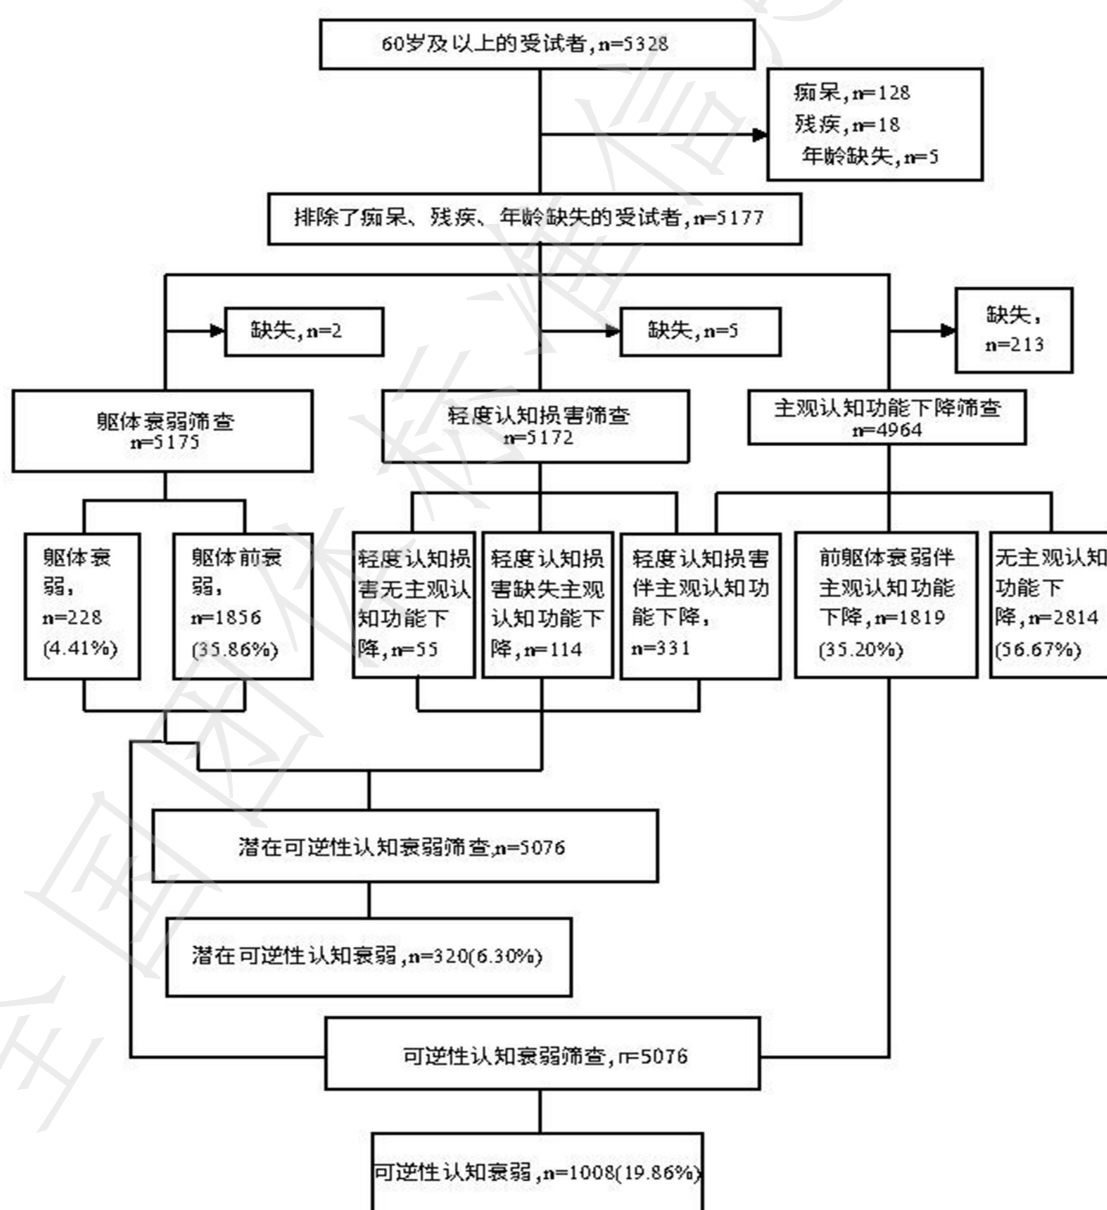 60岁及以上的受试者,n=5328
痴呆,n=128
残疾,n=18
年龄缺失,n=5
排除了痴呆、残疾、年龄缺失的受试者,n=5177
缺失,n=2
缺失,n=5
缺失,
n=213
躯体衰弱筛查
n=5175
轻度认知损害筛查
n=5172
主观认知功能下降筛查
n=4964
躯体衰
弱,
n=228
(4.41%)
躯体前衰
弱,
n=1856
(35.86%)
轻度认知损
害无主观认
知功能下
降,n=55
轻度认知损
害缺失主观
认知功能下
降,n=114
轻度认知损害
伴主观认知功
能下降,
n=331
前躯体衰弱伴
主观认知功能
下降,n=1819
(35.20%)
无主观认知
功能下
降,n=2814
(56.67%)
潜在可逆性认知衰弱筛查,n=5076
潜在可逆性认知衰弱,n=320(6.30%)
可逆性认知衰弱筛查,n=5076
可逆性认知衰弱,n=1008(19.86%)
全国团体标准信